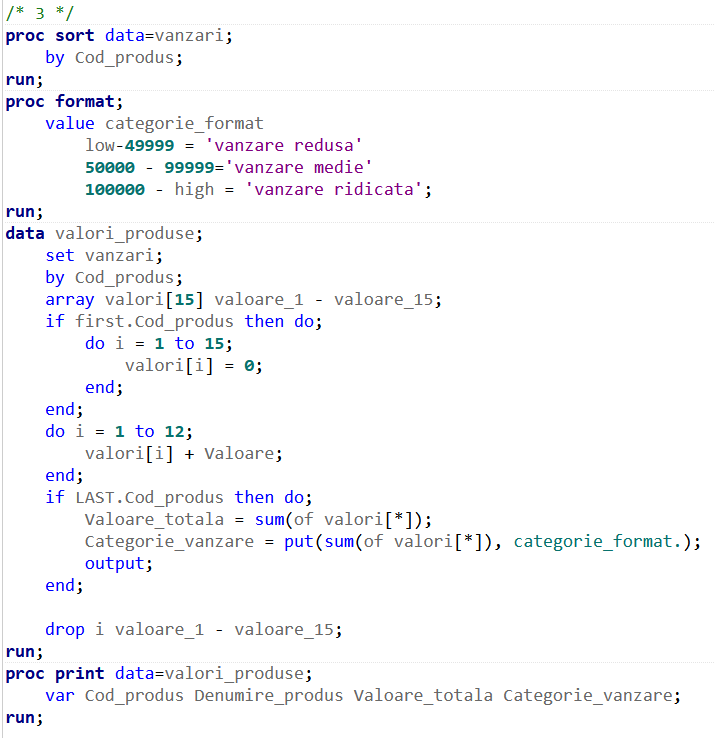 /* 3 */
proc sort data=vanzari;
    by Cod_produs;
run;
proc format;
    value categorie_format
        low-49999 = 'vanzare redusa'
        50000 - 99999='vanzare medie'
        100000 - high = 'vanzare ridicata';
run;
data valori_produse;
    set vanzari;
    by Cod_produs;
    array valori[15] valoare_1 - valoare_15;
    if first.Cod_produs then do;
        do i = 1 to 15;
            valori[i] = 0;
        end;
    end;
    do i = 1 to 12;
        valori[i] + Valoare;
    end;
    if LAST.Cod_produs then do;
        Valoare_totala = sum(of valori[*]);
        Categorie_vanzare = put(sum(of valori[*]), categorie_format.);
        output;
    end;

    drop i valoare_1 - valoare_15;
run;
proc print data=valori_produse;
    var Cod_produs Denumire_produs Valoare_totala Categorie_vanzare;
run;